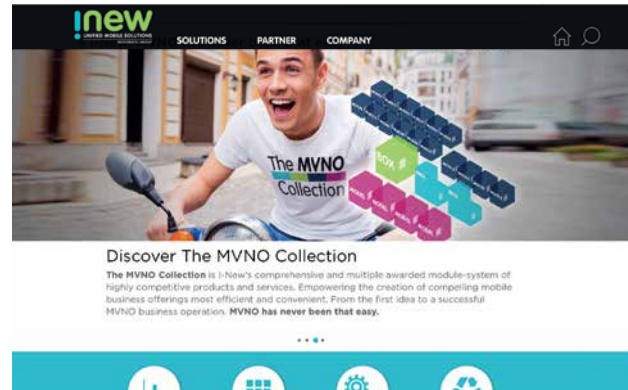 !new
UNIFIED MOBILE SOLUTIONS
SOLUTIONS PARTNER COMPANY
The MVNO
Collection
BOX
Discover The MVNO Collection
The MVNO Collection is I-New's comprehensive and multiple awarded module-system of
highly competitive products and services. Empowering the creation of compelling mobile
business offerings most efficient and convenient. From the first idea to a successful
MVNO business operation. MVNO has never been that easy.